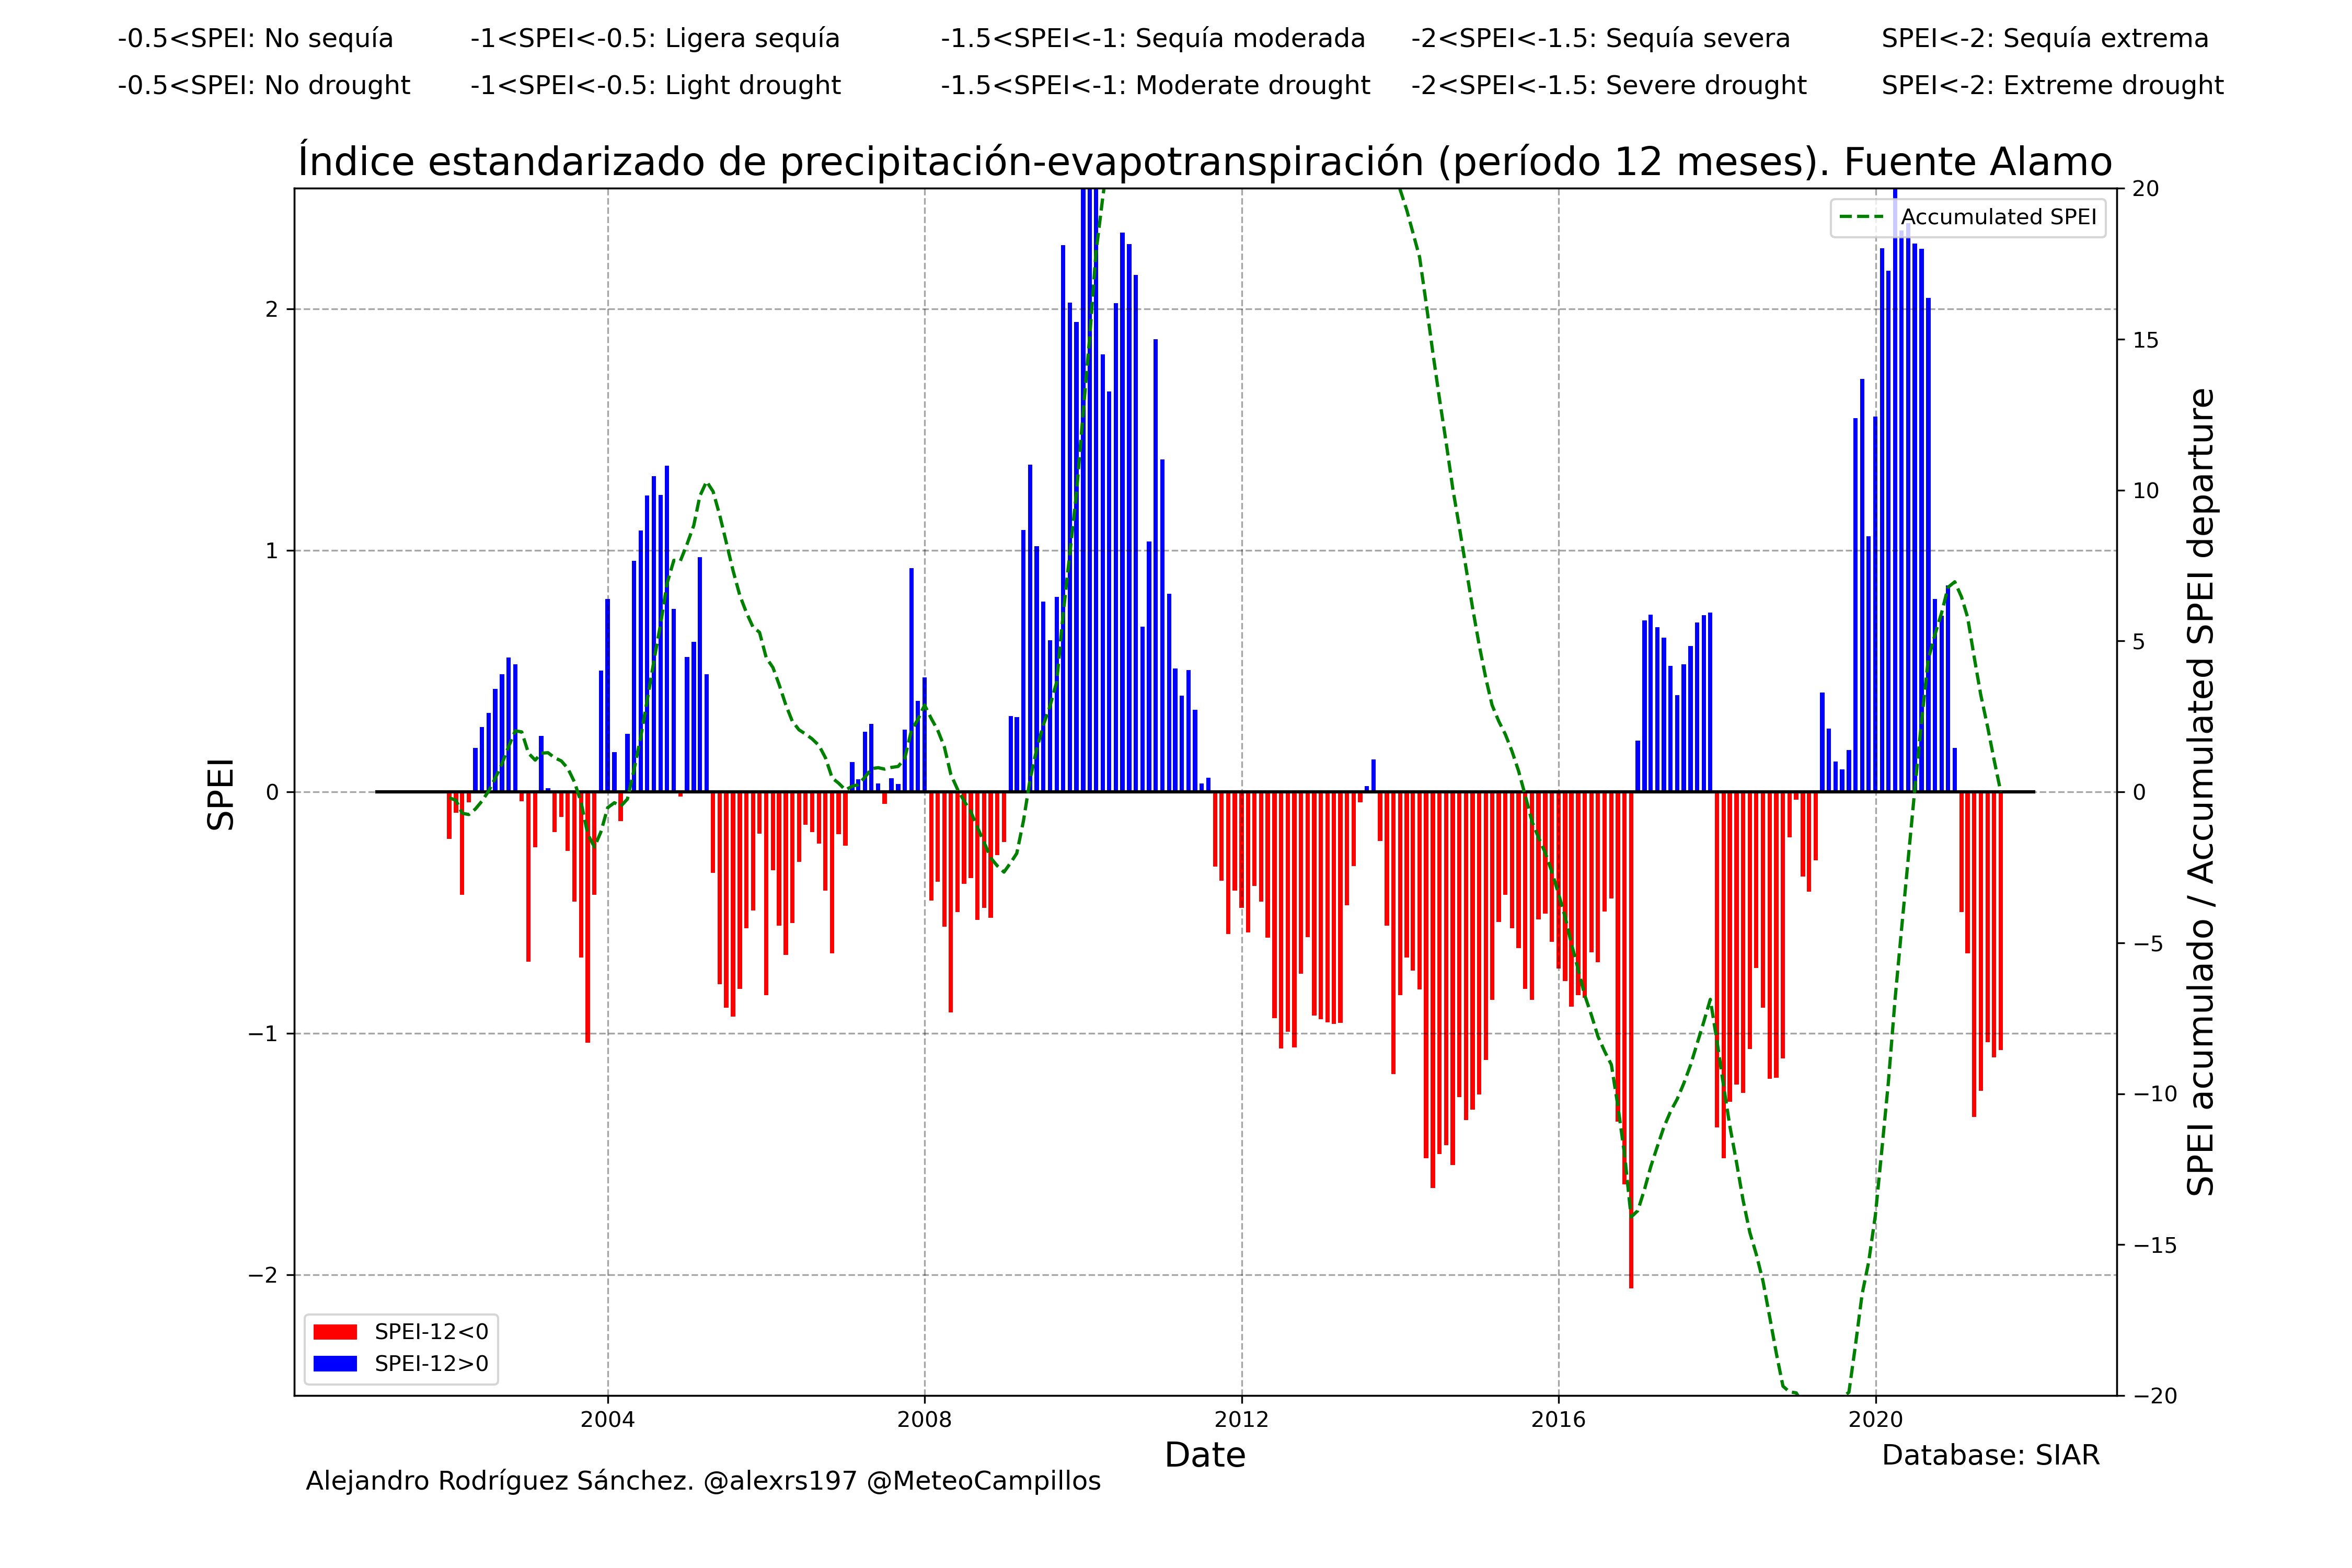 -0.5<SPEI: No sequía -1<SPEI<-0.5: Ligera sequía -1.5<SPEI<-1: Sequía moderada -2<SPEI<-1.5: Sequía severa SPEI<-2: Sequía extrema
-0.5<SPEI: No drought -1<SPEI<-0.5: Light drought -1.5<SPEI<-1: Moderate drought -2<SPEI<-1.5: Severe drought SPEI<-2: Extreme drought
Índice estandarizado de precipitación-evapotranspiración (período 12 meses). Fuente Alamo
Accumulated SPEI
SPEI
2
1
0
−1
−2
20
15
10
5
0
−5
−10
−15
−20
SPEI acumulado / Accumulated SPEI departure
SPEI-12<0
SPEI-12>0
2004 2008 2012 2016 2020
Date
Database: SIAR
Alejandro Rodríguez Sánchez. @alexrs197 @MeteoCampillos